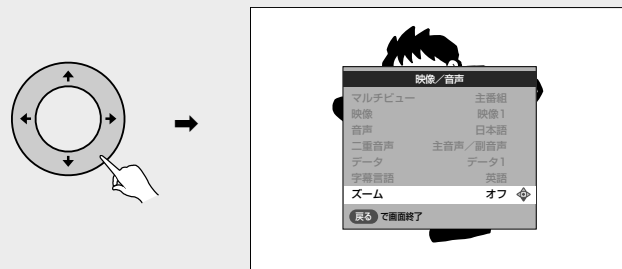 映像／音声
マルチビュー 主番組
映像 映像1
音声 日本語
二重音声 主音声／副音声
データ データ1
字幕言語 英語
ズーム オフ
戻る で画面終了